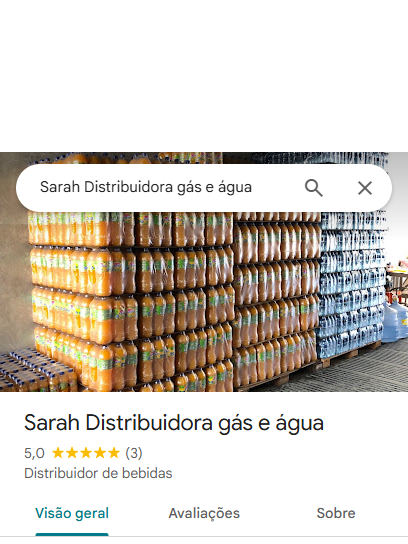 Sarah Distribuidora gás e água
Sarah Distribuidora gás e água
5,0 ★★★★★ (3)
Distribuidor de bebidas
Visão geral Avaliações Sobre